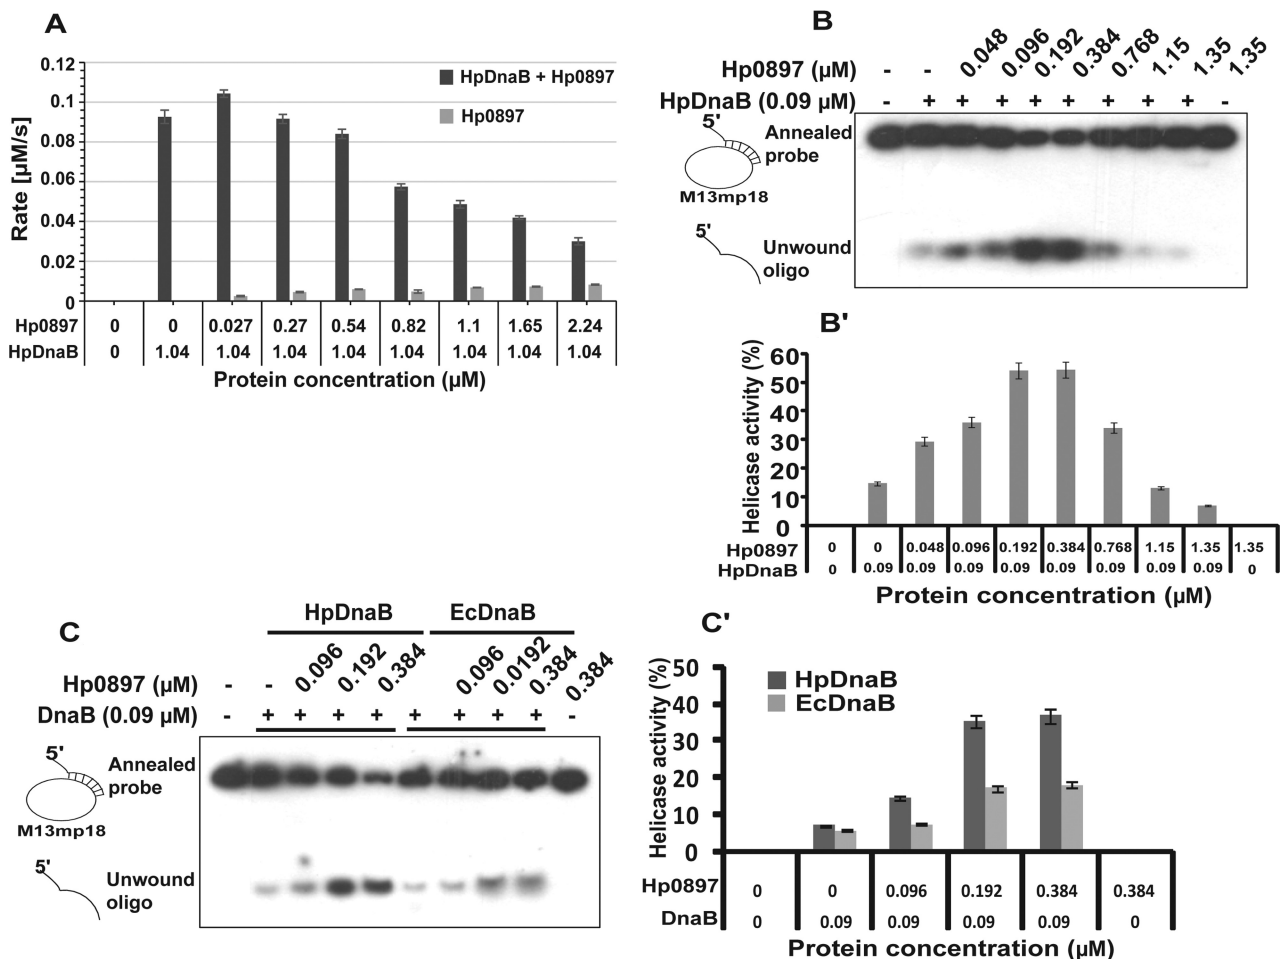 A
0.12
0.1
0.08
0.06
0.04
0.02
0
Rate [µM/s]
HpDnaB + Hp0897
Hp0897
Hp0897 0 0 0.027 0.27 0.54 0.82 1.1 1.65 2.24
HpDnaB 0 1.04 1.04 1.04 1.04 1.04 1.04 1.04 1.04
Protein concentration (µM)
B
Hp0897 (µM) - - 0.048 0.096 0.192 0.384 0.768 1.15 1.35 1.35
HpDnaB (0.09 µM) - + + + + + + + + -
5'
Annealed
probe
M13mp18
5'
Unwound
oligo
B'
Helicase activity (%)
60
50
40
30
20
10
0
Hp0897 0 0 0.048 0.096 0.192 0.384 0.768 1.15 1.35 1.35
HpDnaB 0 0.09 0.09 0.09 0.09 0.09 0.09 0.09 0.09 0
Protein concentration (µM)
C
HpDnaB EcDnaB
Hp0897 (µM) - - 0.096 0.192 0.384 0.096 0.0192 0.384 0.384
DnaB (0.09 µM) - + + + + + + + + -
5'
Annealed
probe
M13mp18
5'
Unwound
oligo
C'
Helicase activity (%)
50
40
30
20
10
0
HpDnaB
EcDnaB
Hp0897 0 0 0.096 0.192 0.384 0.384
DnaB 0 0.09 0.09 0.09 0.09 0
Protein concentration (µM)